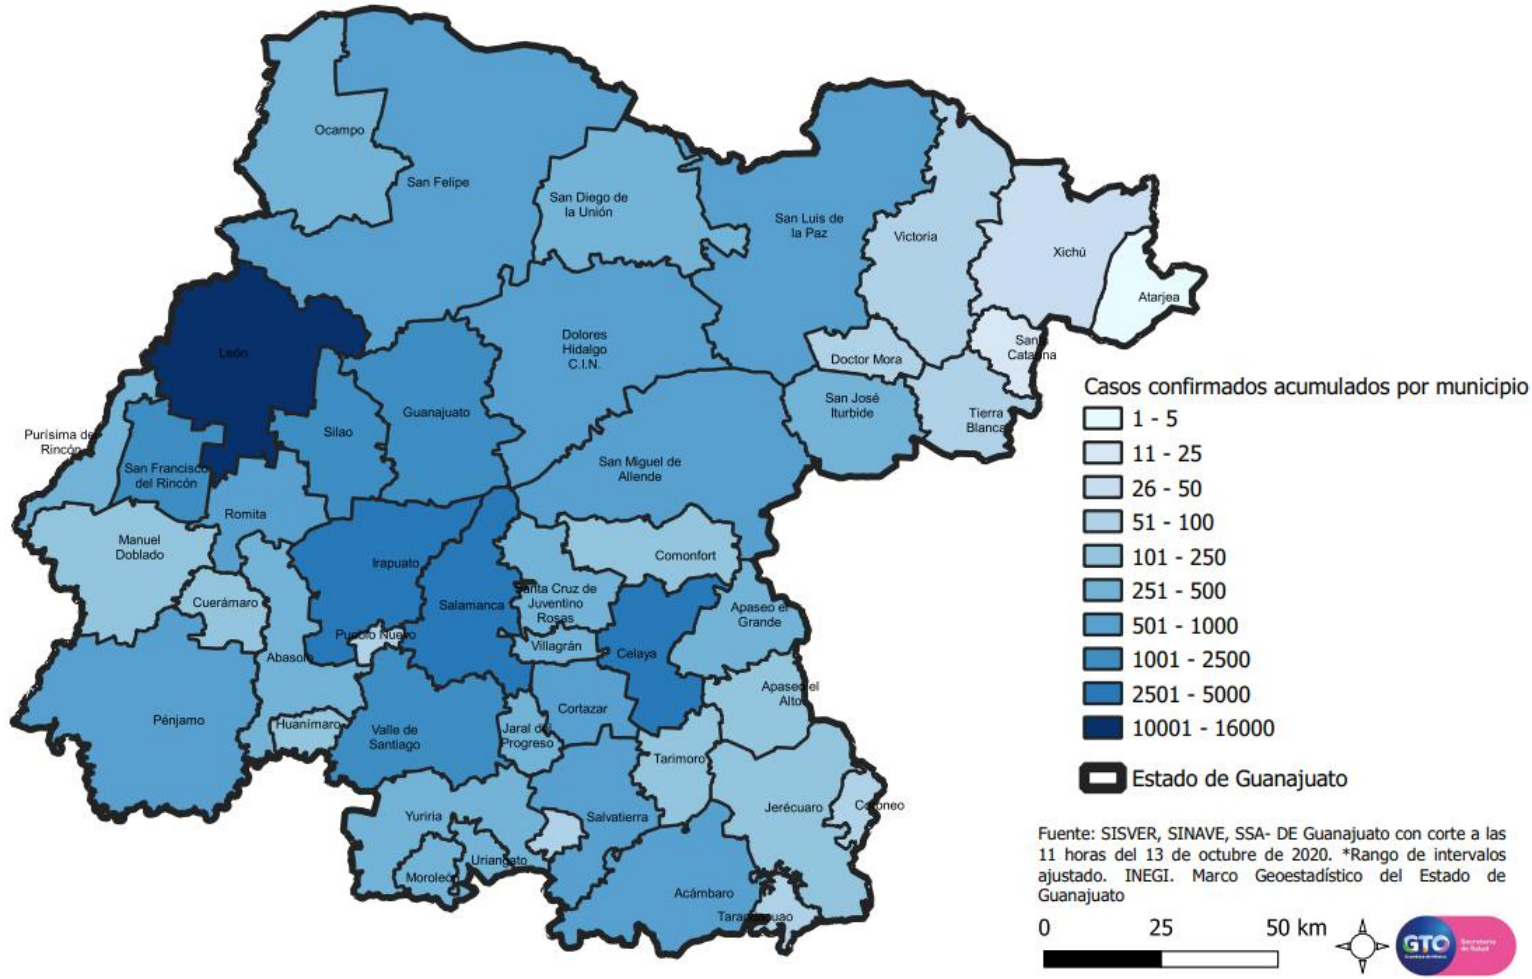 Ocampo
San Felipe
San Diego de
la Unión
San Luis de
la Paz
Victoria
Xichú
Atarjea
León
Dolores
Hidalgo
C.I.N.
Doctor Mora
Santa
Catarina
Guanajuato
Silao
San José
Iturbide
Tierra
Blanca
Purísima del
Rincón
San Francisco
del Rincón
San Miguel de
Allende
Romita
Manuel
Doblado
Irapuato
Comonfort
Cuerámaro
Salamanca
Santa Cruz de
Juventino
Rosas
Apaseo el
Grande
Pueblo Nuevo
Villagrán
Celaya
Abasolo
Apaseo el
Alto
Pénjamo
Huanímaro
Valle de
Santiago
Cortazar
Jaral del
Progreso
Tarimoro
Yuriria
Salvatierra
Jerécuaro
Coroneo
Uriangato
Moroleón
Acámbaro
Tarandacuao
Casos confirmados acumulados por municipio
1 - 5
11 - 25
26 - 50
51 - 100
101 - 250
251 - 500
501 - 1000
1001 - 2500
2501 - 5000
10001 - 16000
Estado de Guanajuato
Fuente: SISVER, SINAVE, SSA- DE Guanajuato con corte a las
11 horas del 13 de octubre de 2020. *Rango de intervalos
ajustado. INEGI. Marco Geoestadístico del Estado de
Guanajuato
0 25 50 km
GTO
Secretaría
de Salud